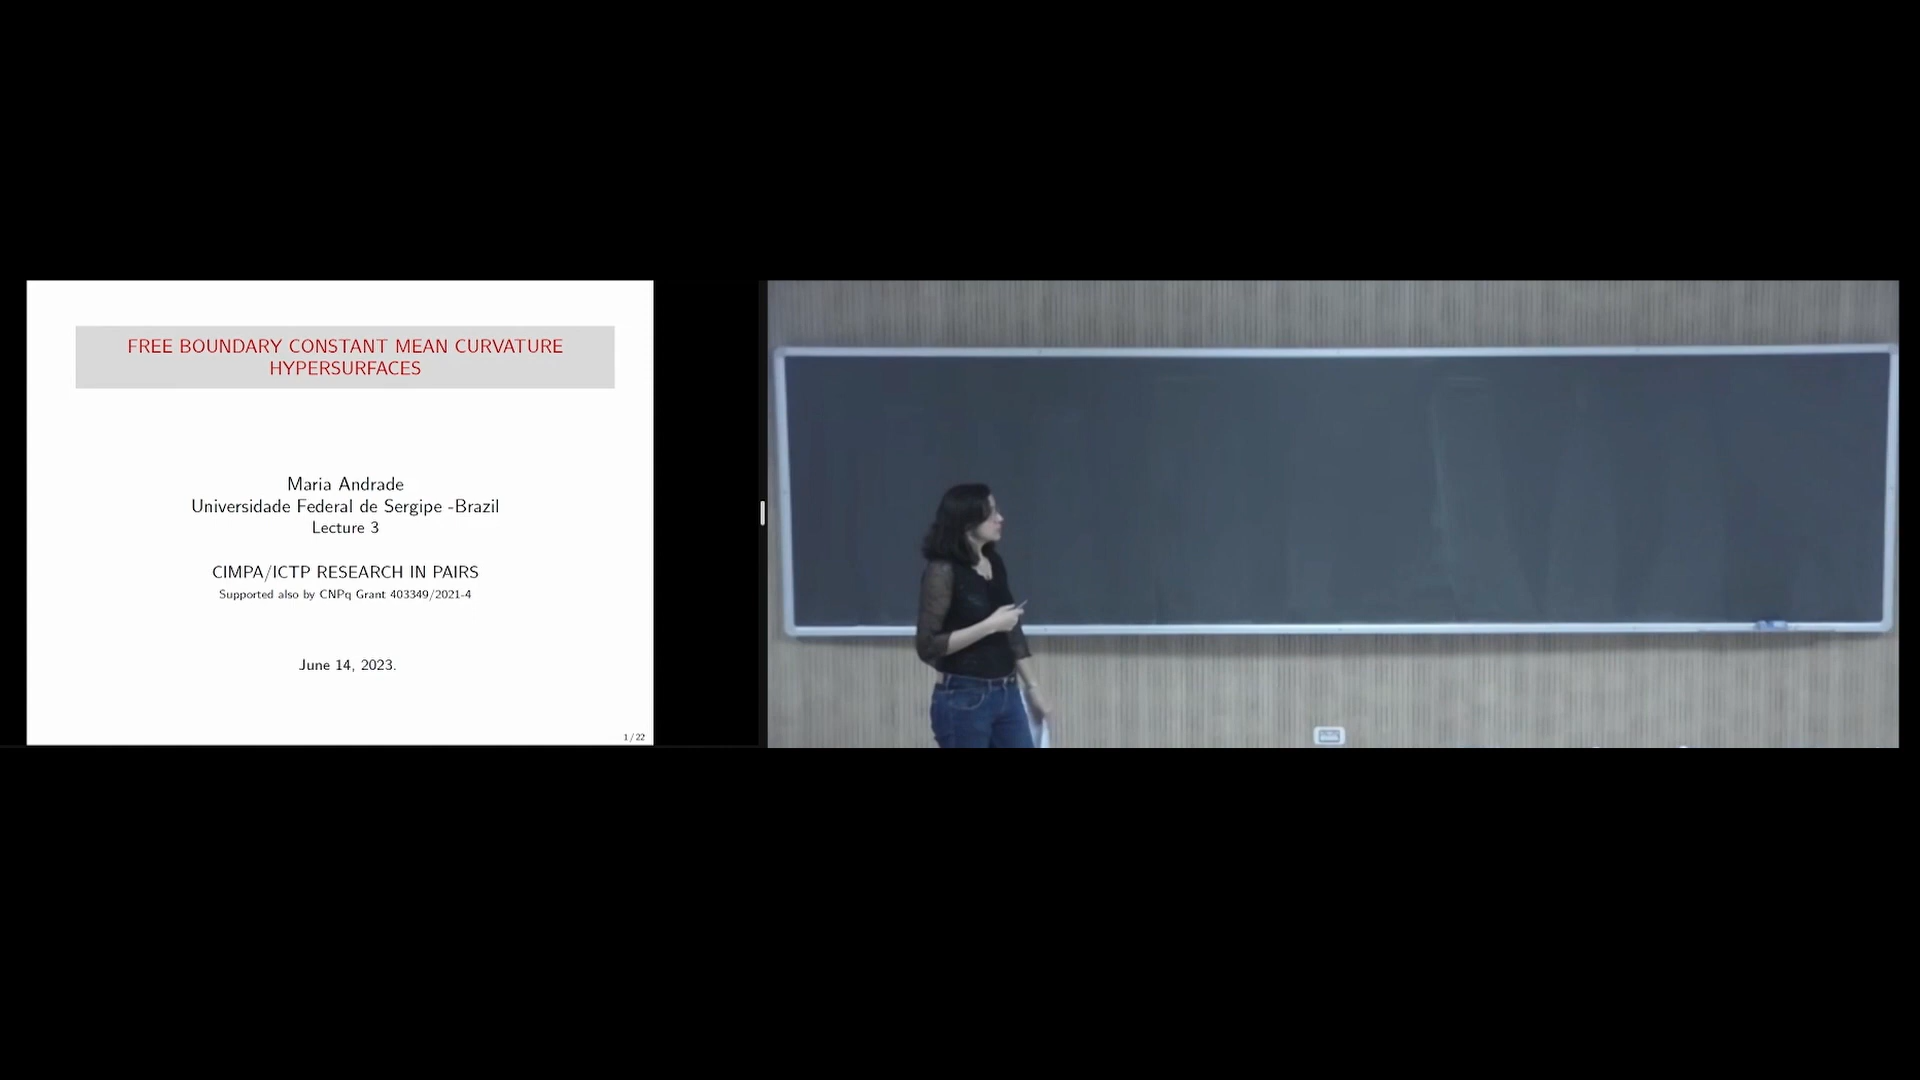 FREE BOUNDARY CONSTANT MEAN CURVATURE
HYPERSURFACES
Maria Andrade
Universidade Federal de Sergipe -Brazil
Lecture 3
CIMPA/ICTP RESEARCH IN PAIRS
Supported also by CNPq Grant 403349/2021-4
June 14, 2023.
1 / 22